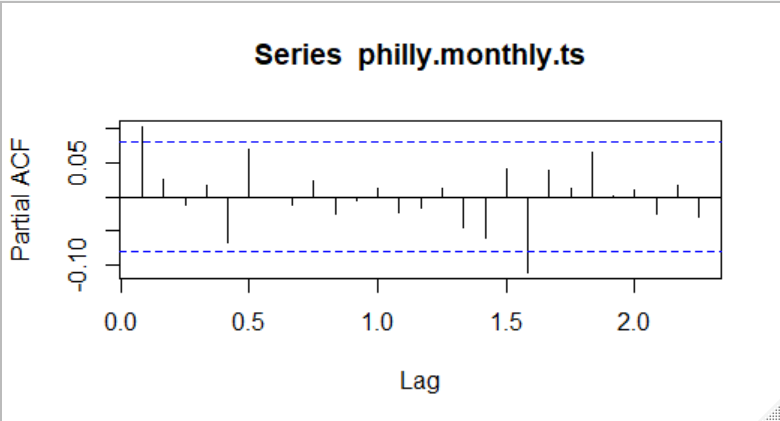 Series philly.monthly.ts
Partial ACF
0.05
-0.10
0.0 0.5 1.0 1.5 2.0
Lag